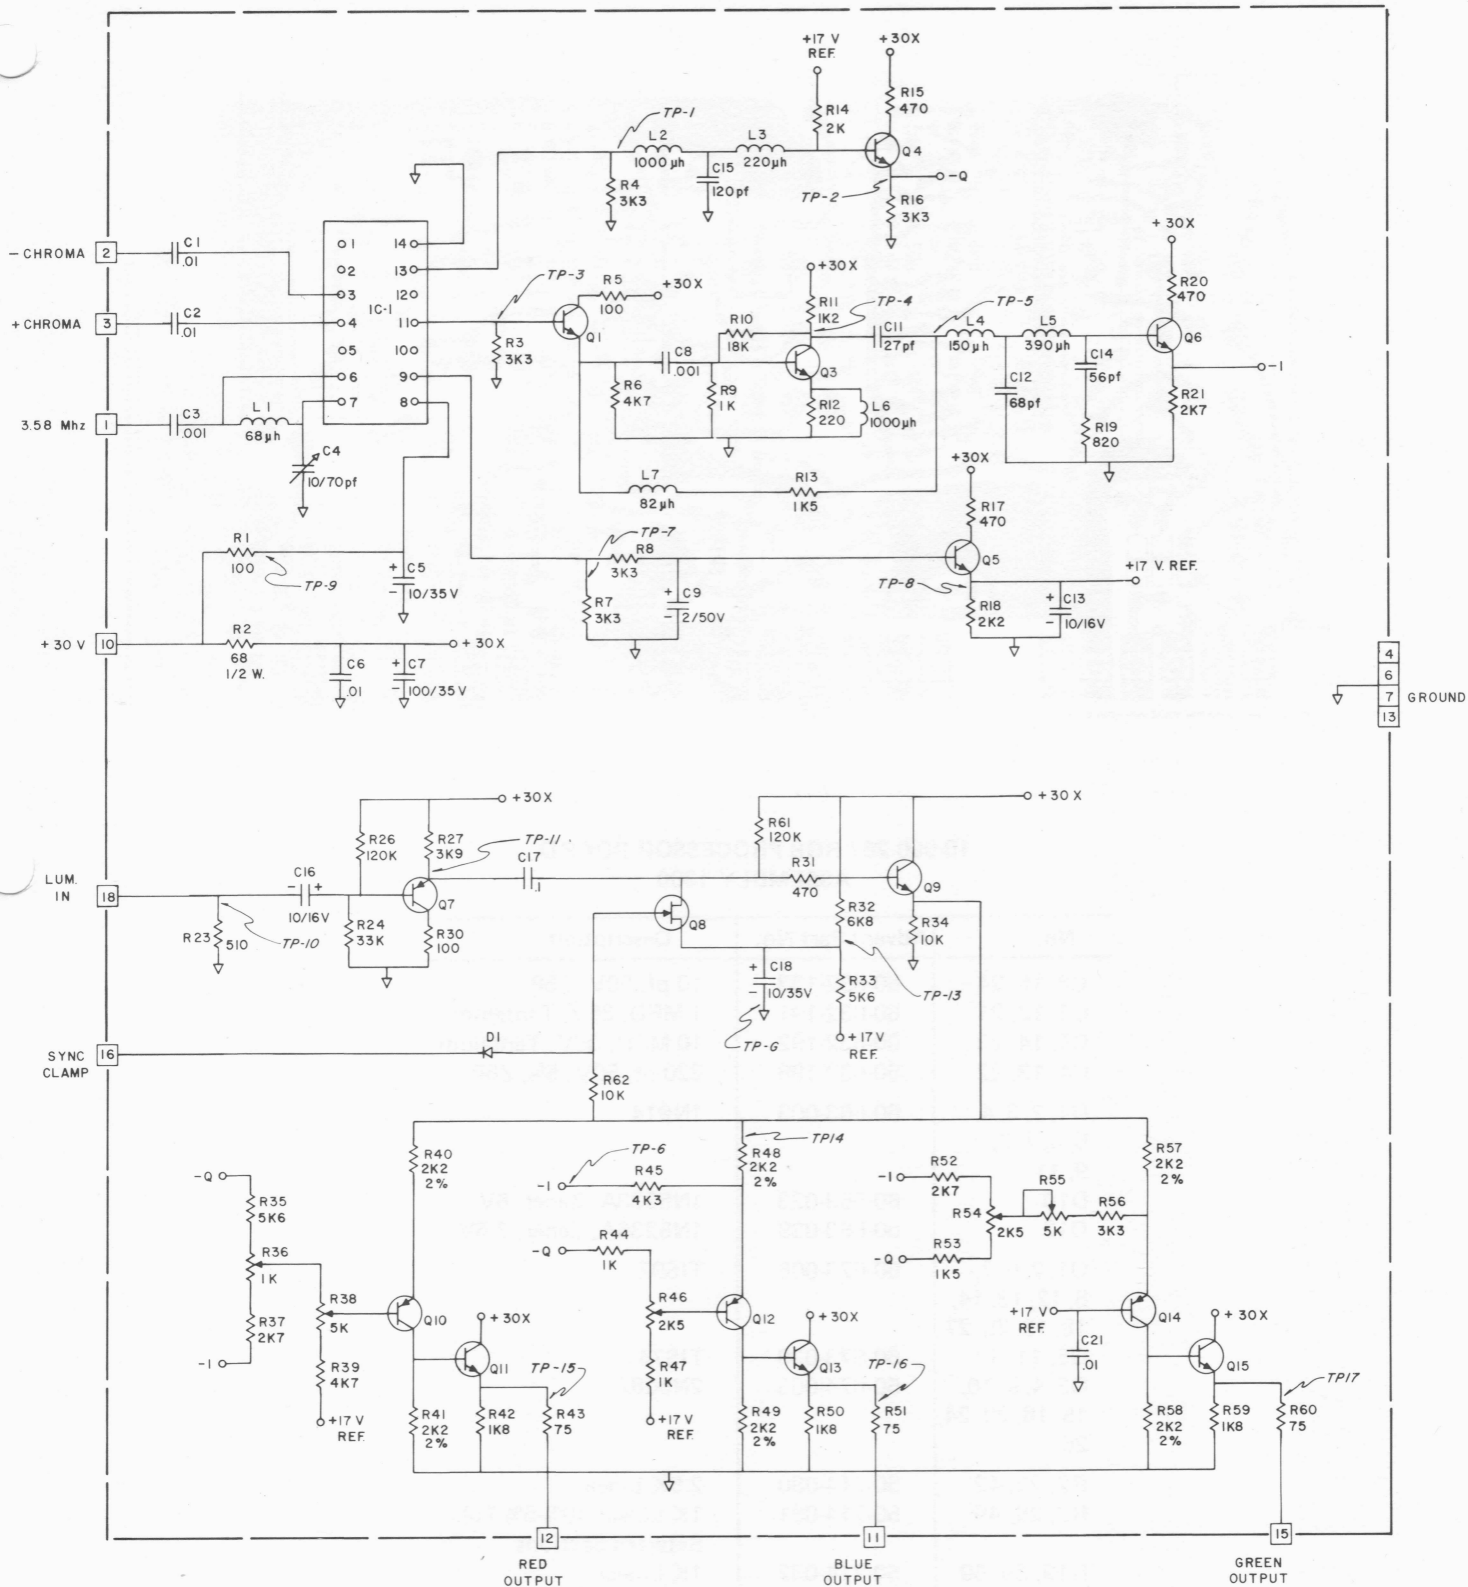 +17 V
REF.
+30X
R14
2K
R15
470
TP-1
L2
1000 µh
L3
220µh
C15
120pf
R4
3K3
Q4
-Q
TP-2
R16
3K3
- CHROMA 2
C1
.01
1
2
3
4
5
6
7
14
13
12
11
10
9
8
IC-1
+ CHROMA 3
C2
.01
3.58 Mhz 1
C3
.001
L1
68µh
C4
10/70pf
TP-3
R3
3K3
R5
100
+30X
Q1
R6
4K7
C8
.001
R10
18K
R9
1K
+30X
R11
1K2
TP-4
Q3
R12
220
L6
1000µh
C11
27pf
TP-5
L4
150µh
L5
390µh
C12
68pf
C14
56pf
R19
820
+30X
R20
470
Q6
-I
R21
2K7
L7
82µh
R13
1K5
R1
100
TP-9
C5
+
-
10/35V
TP-7
R8
3K3
R7
3K3
C9
+
-
2/50V
+30X
R17
470
Q5
TP-8
R18
2K2
+
-
C13
10/16V
+17 V. REF.
+30 V 10
R2
68
1/2 W.
C6
.01
C7
+
-
100/35V
+30X
4
6
7
13
GROUND
LUM.
IN
18
R23
510
TP-10
C16
- +
10/16V
R26
120K
R24
33K
R27
3K9
+30X
TP-11
Q7
R30
100
C17
.1
R61
120K
R31
470
Q8
C18
+
-
10/35V
TP-G
R32
6K8
R33
5K6
+17 V
REF.
Q9
R34
10K
TP-13
+30X
SYNC
CLAMP
16
D1
R62
10K
R40
2K2
2%
-Q
R35
5K6
R36
1K
R37
2K7
-I
R38
5K
R39
4K7
+17 V
REF.
Q10
+30X
Q11
R41
2K2
2%
R42
1K8
TP-15
R43
75
TP-6
-I
R45
4K3
TP14
R48
2K2
2%
-Q
R44
1K
R46
2K5
R47
1K
+17 V
REF.
Q12
+30X
Q13
R49
2K2
2%
R50
1K8
TP-16
R51
75
-I
R52
2K7
R54
2K5
R55
5K
R56
3K3
-Q
R53
1K5
R57
2K2
2%
+17 V
REF.
C21
.01
Q14
+30X
Q15
R58
2K2
2%
R59
1K8
TP17
R60
75
12
RED
OUTPUT
11
BLUE
OUTPUT
15
GREEN
OUTPUT